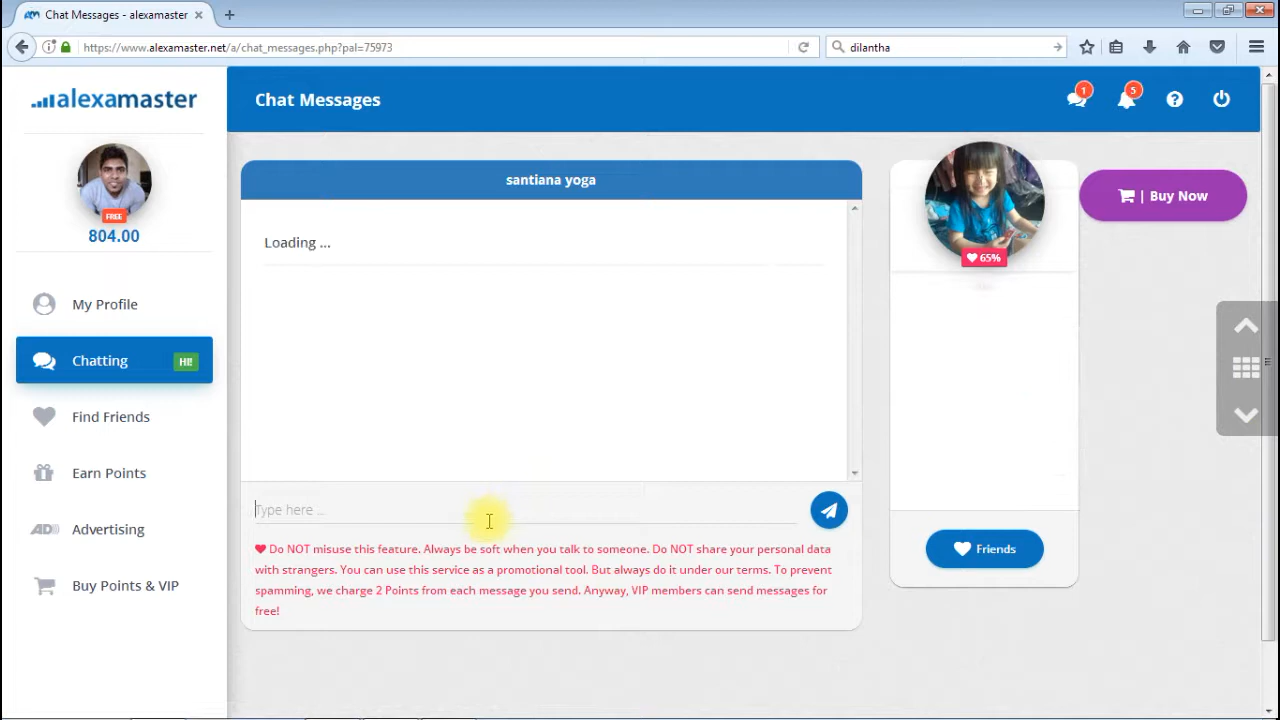 Chat Messages - alexamaster
https://www.alexamaster.net/a/chat_messages.php?pal=75973
dilantha
alexamaster
Chat Messages
1
5
FREE
804.00
My Profile
Chatting
HI!
Find Friends
Earn Points
AD
Advertising
Buy Points & VIP
santiana yoga
Loading ...
Type here ...
Do NOT misuse this feature. Always be soft when you talk to someone. Do NOT share your personal data
with strangers. You can use this service as a promotional tool. But always do it under our terms. To prevent
spamming, we charge 2 Points from each message you send. Anyway, VIP members can send messages for
free!
65%
Friends
| Buy Now